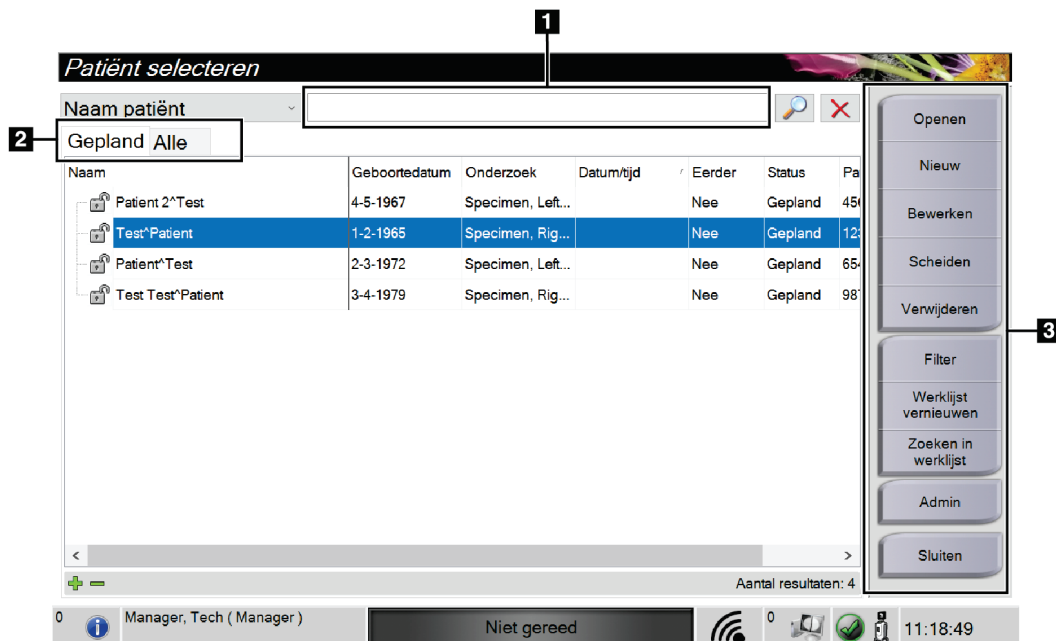 1
Patiënt selecteren
Naam patiënt
2
Gepland Alle
Naam Geboortedatum Onderzoek Datum/tijd Eerder Status Pa
Patient 2^Test 4-5-1967 Specimen, Left... Nee Gepland 45
Test^Patient 1-2-1965 Specimen, Rig... Nee Gepland 12
Patient^Test 2-3-1972 Specimen, Left... Nee Gepland 65
Test Test^Patient 3-4-1979 Specimen, Rig... Nee Gepland 98
Openen
Nieuw
Bewerken
Scheiden
Verwijderen
3
Filter
Werklijst
vernieuwen
Zoeken in
werklijst
Admin
Sluiten
Aantal resultaten: 4
0 Manager, Tech ( Manager ) Niet gereed 0 11:18:49